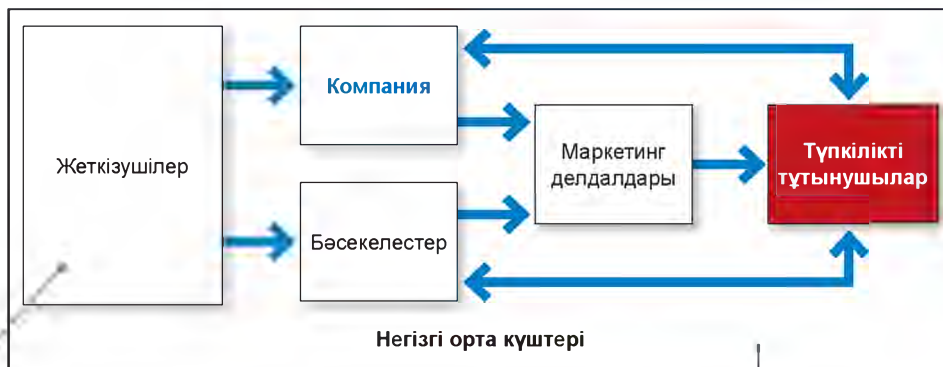 Жеткізушілер
Компания
Бәсекелестер
Маркетинг
делдалдары
Түпкілікті
тұтынушылар
Негізгі орта күштері